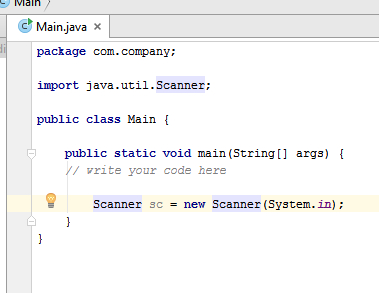 Main
Main.java
package com.company;
import java.util.Scanner;
public class Main {
public static void main(String[] args) {
// write your code here
Scanner sc = new Scanner(System.in);
}
}